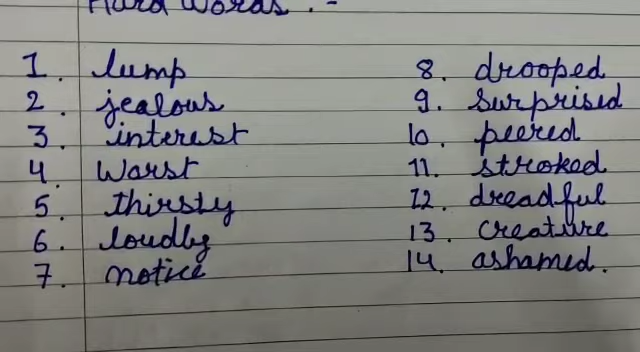 Hard Words :-
1. lump
2. jealous
3. interest
4. Warst
5. thirsty
6. loudly
7. notice
8. drooped
9. surprised
10. peered
11. stroked
12. dreadful
13. creature
14. ashamed.